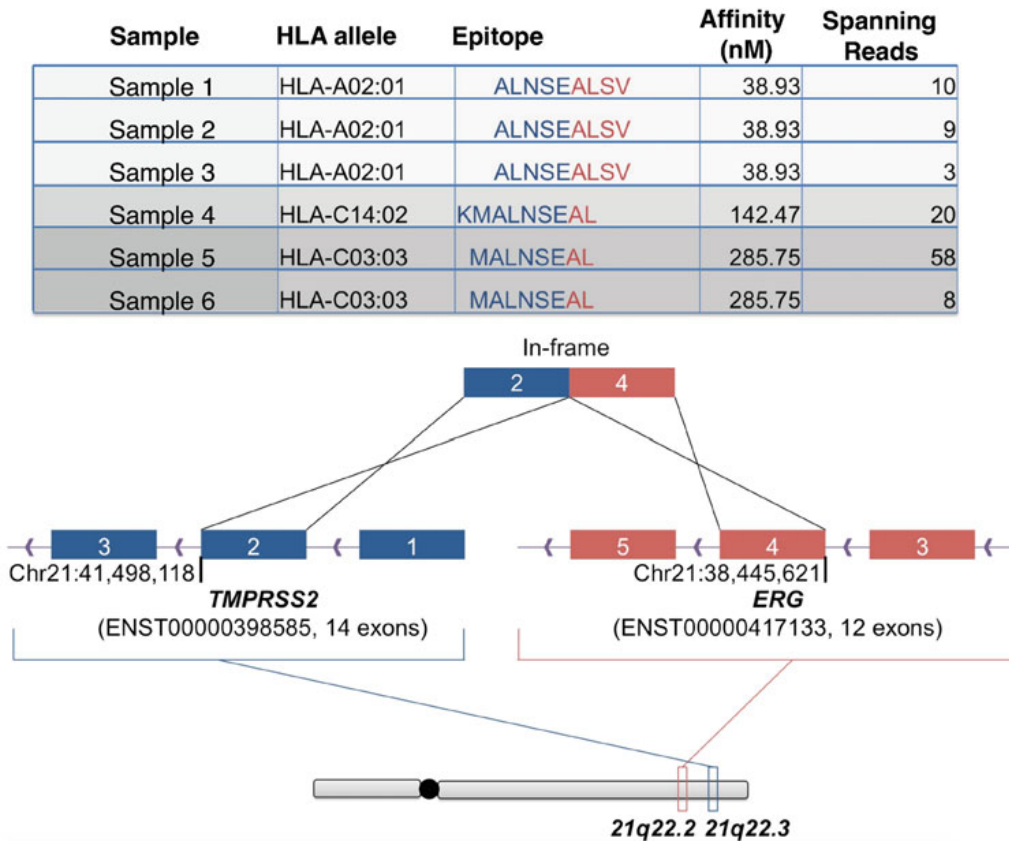 Sample HLA allele Epitope Affinity (nM) Spanning Reads
Sample 1 HLA-A02:01 ALNSEALSV 38.93 10
Sample 2 HLA-A02:01 ALNSEALSV 38.93 9
Sample 3 HLA-A02:01 ALNSEALSV 38.93 3
Sample 4 HLA-C14:02 KMALNSEAL 142.47 20
Sample 5 HLA-C03:03 MALNSEAL 285.75 58
Sample 6 HLA-C03:03 MALNSEAL 285.75 8
In-frame
2 4
3 2 1 5 4 3
Chr21:41,498,118 Chr21:38,445,621
TMPRSS2 ERG
(ENST00000398585, 14 exons) (ENST00000417133, 12 exons)
21q22.2 21q22.3